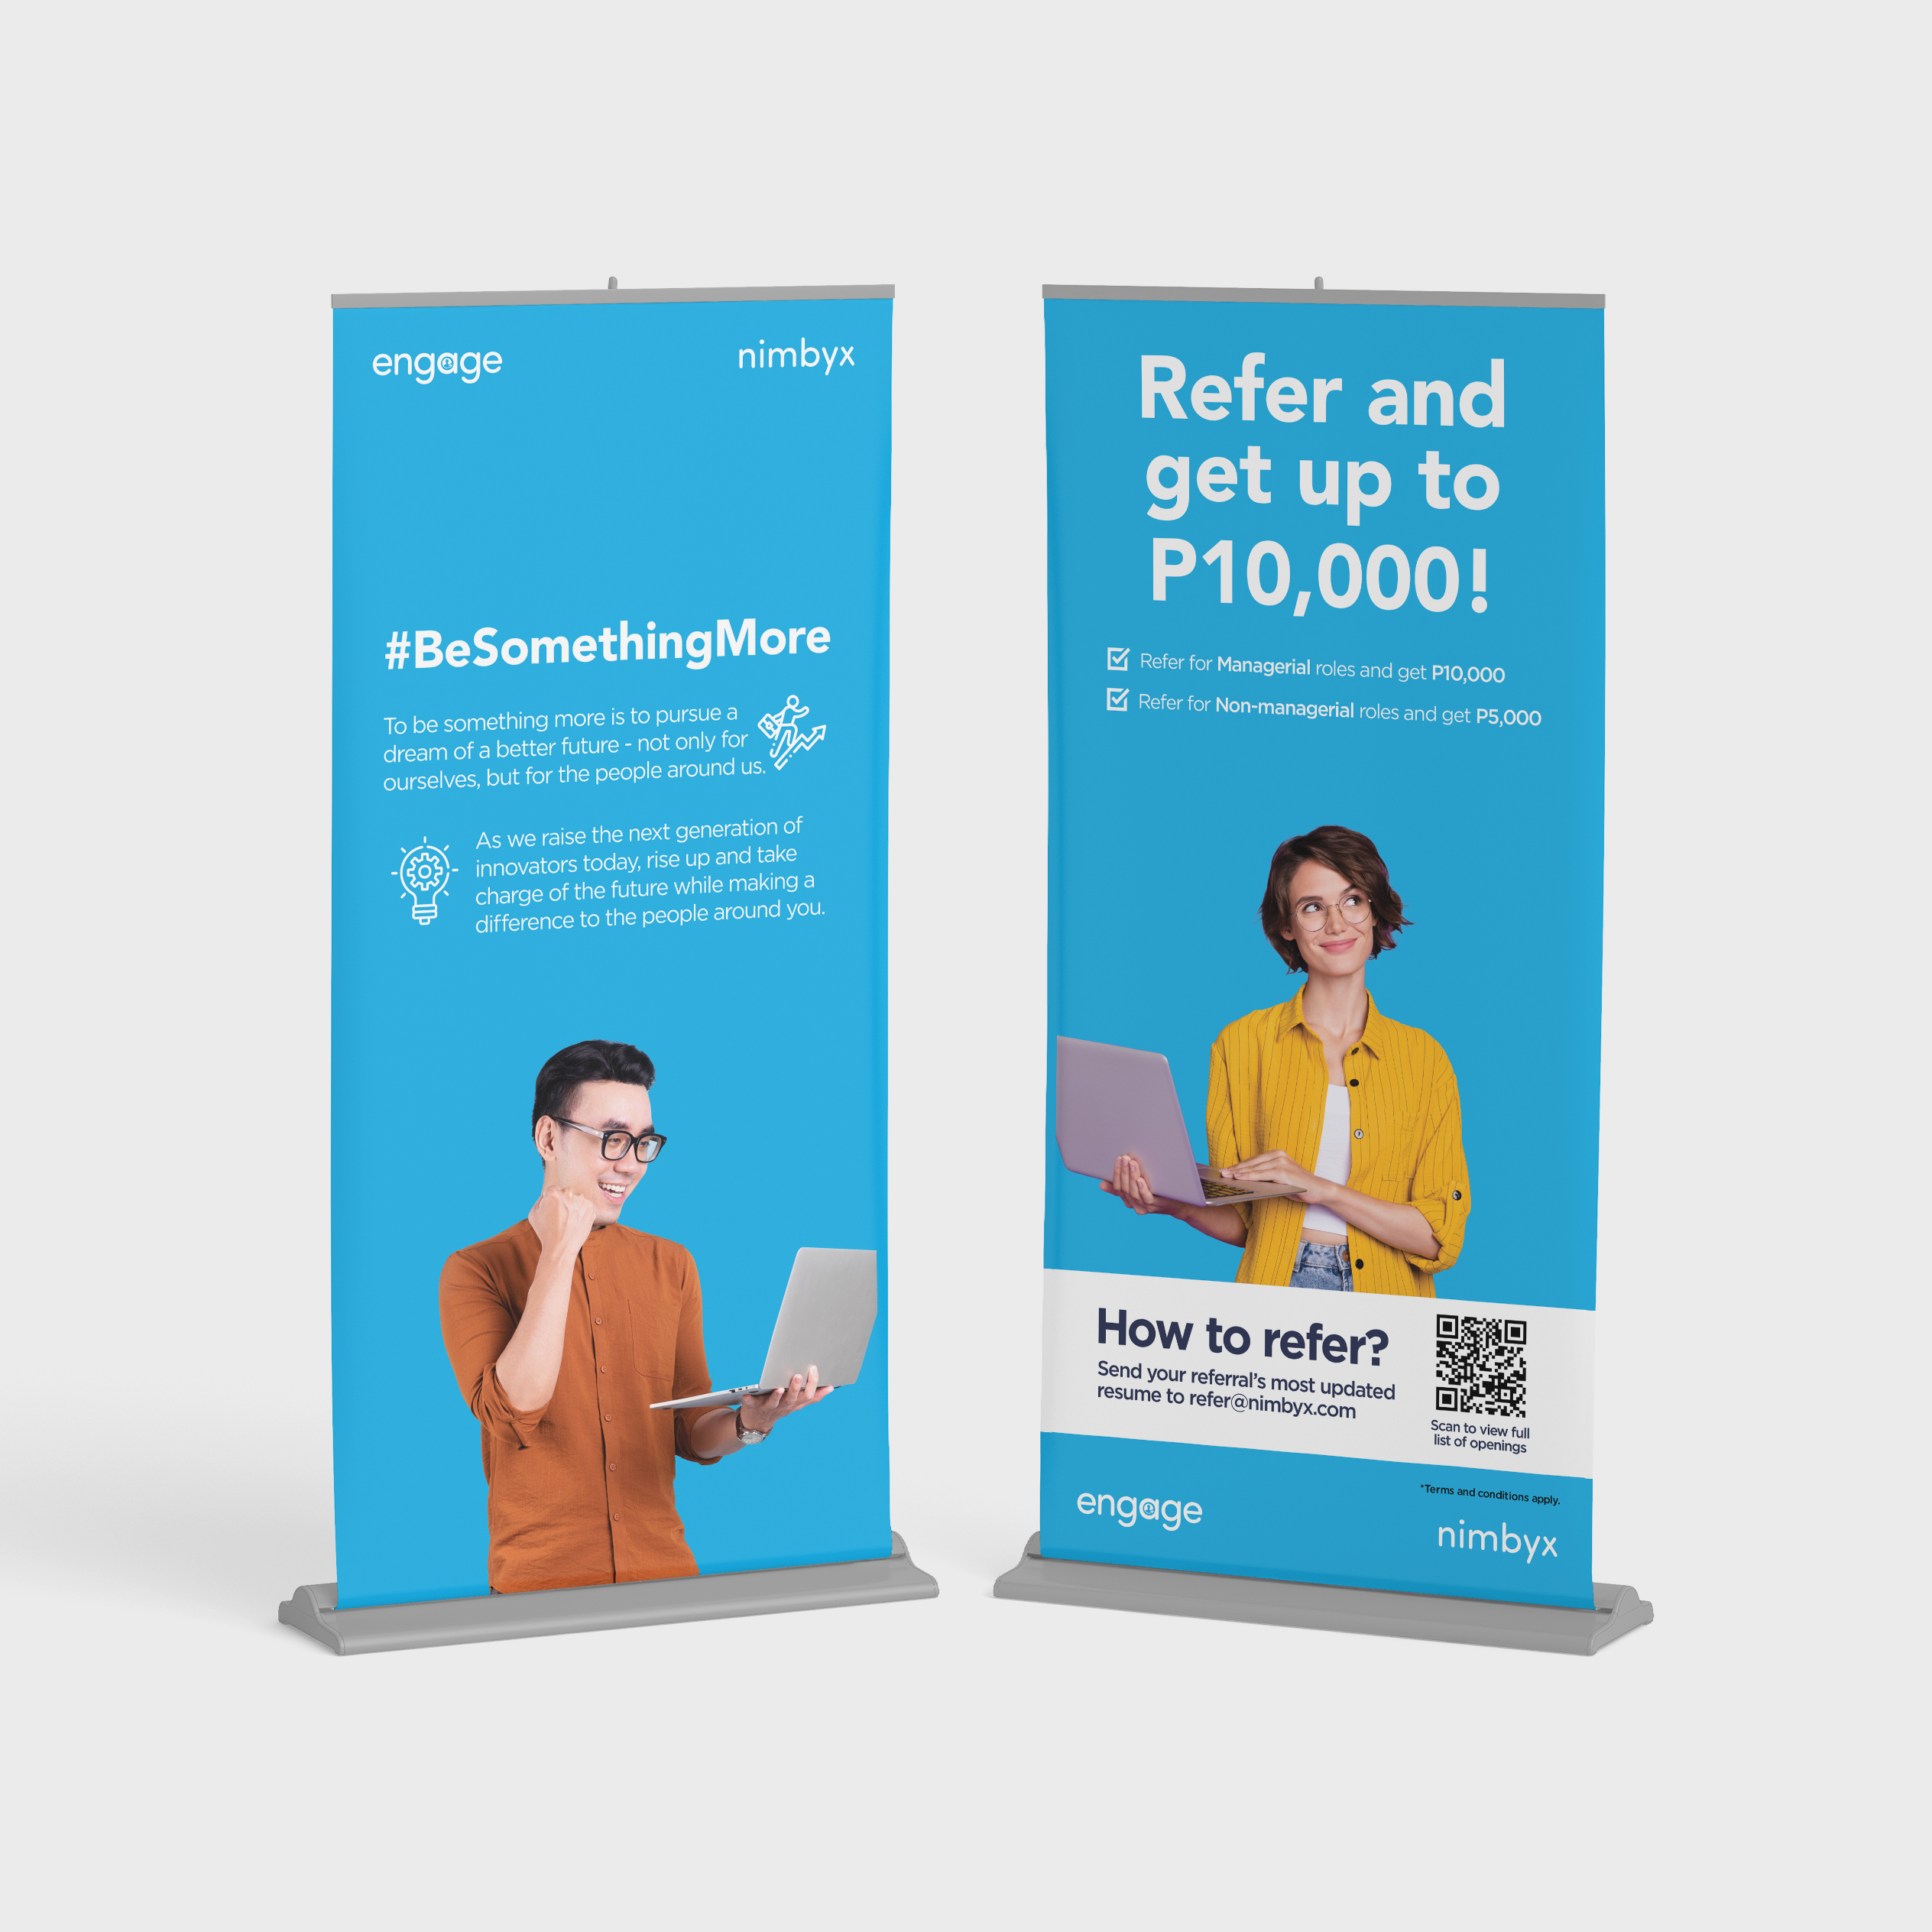 engage
nimbyx
#BeSomethingMore
To be something more is to pursue a
dream of a better future - not only for
ourselves, but for the people around us.
As we raise the next generation of
innovators today, rise up and take
charge of the future while making a
difference to the people around you.
Refer and
get up to
P10,000!
Refer for Managerial roles and get P10,000
Refer for Non-managerial roles and get P5,000
How to refer?
Send your referral's most updated
resume to refer@nimbyx.com
Scan to view full
list of openings
*Terms and conditions apply.
engage
nimbyx